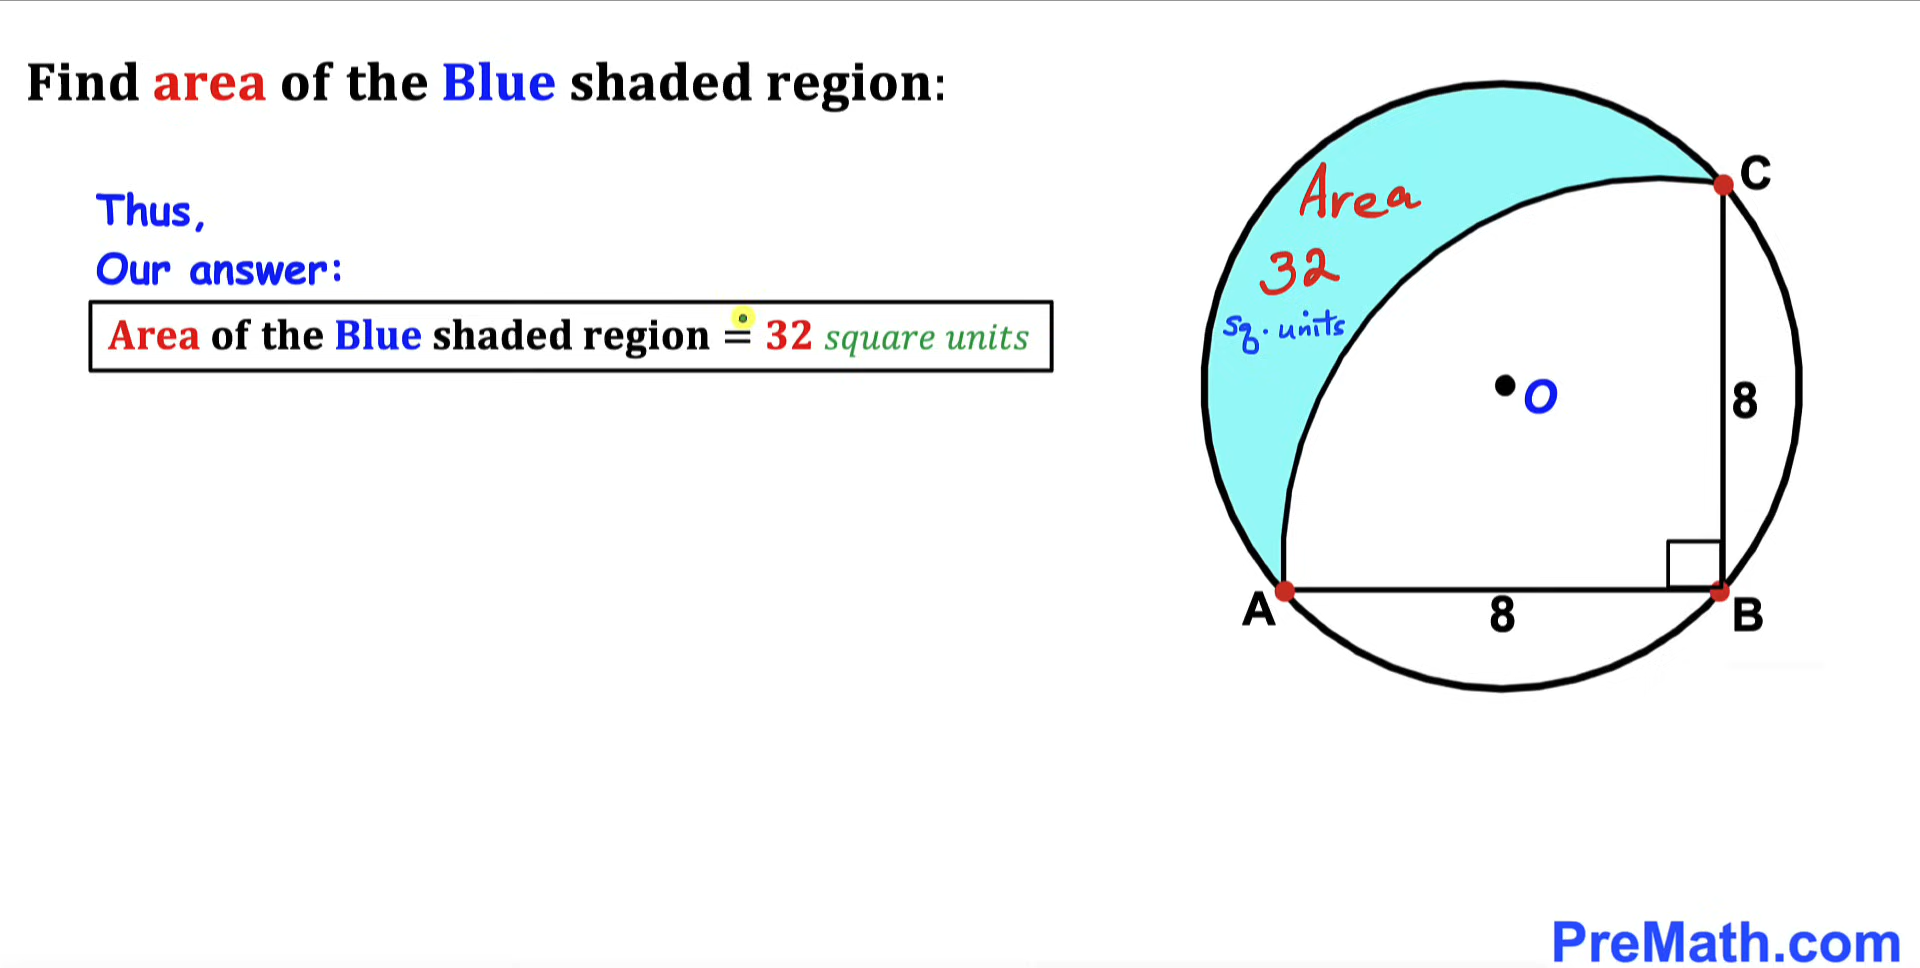 Find area of the Blue shaded region:
Thus,
Our answer:
Area of the Blue shaded region = 32 square units
Area
32
sq. units
C
O
8
A
8
B
PreMath.com